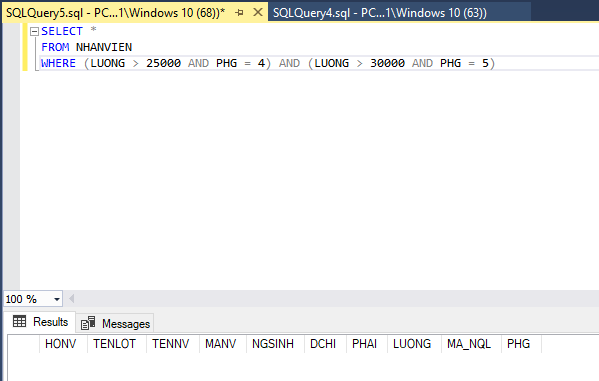 SQLQuery5.sql - PC...1\Windows 10 (68))* SQLQuery4.sql - PC...1\Windows 10 (63))
SELECT *
FROM NHANVIEN
WHERE (LUONG > 25000 AND PHG = 4) AND (LUONG > 30000 AND PHG = 5)
100 %
Results Messages
HONV TENLOT TENNV MANV NGSINH DCHI PHAI LUONG MA_NQL PHG